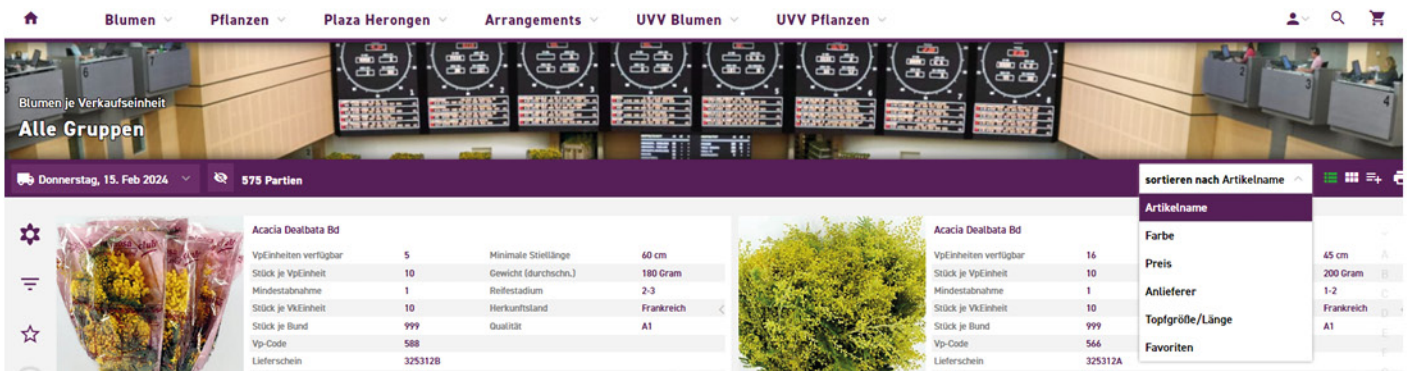 Blumen Pflanzen Plaza Herongen Arrangements UVV Blumen UVV Pflanzen
Blumen je Verkaufseinheit
Alle Gruppen
Donnerstag, 15. Feb 2024 575 Partien sortieren nach Artikelname
Artikelname
Farbe
Preis
Anlieferer
Topfgröße/Länge
Favoriten
Acacia Dealbata Bd
VpEinheiten verfügbar 5 Minimale Stiellänge 60 cm
Stück je VpEinheit 10 Gewicht (durchschn.) 180 Gram
Mindestabnahme 1 Reifestadium 2-3
Stück je VkEinheit 10 Herkunftsland Frankreich
Stück je Bund 999 Qualität A1
Vp-Code 588
Lieferschein 325312B
Acacia Dealbata Bd
VpEinheiten verfügbar 16 45 cm
Stück je VpEinheit 10 200 Gram
Mindestabnahme 1 1-2
Stück je VkEinheit 10 Frankreich
Stück je Bund 999 A1
Vp-Code 566
Lieferschein 325312A